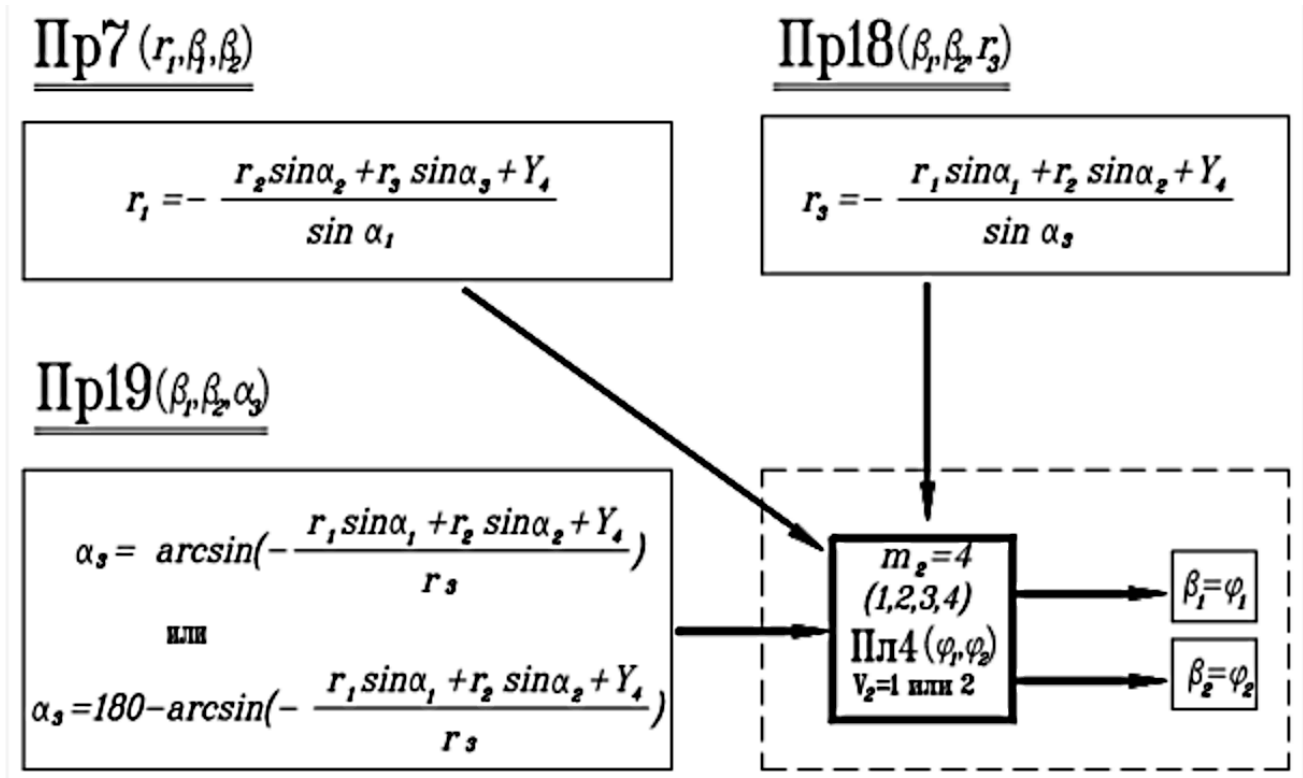 Пр7 (r₁,β₁,β₂)
r₁ = - (r₂ sinα₂ + r₃ sinα₃ + Y₄) / sin α₁
Пр18 (β₁,β₂,r₃)
r₃ = - (r₁ sinα₁ + r₂ sinα₂ + Y₄) / sin α₃
Пр19 (β₁,β₂,α₃)
α₃ = arcsin(- (r₁ sinα₁ + r₂ sinα₂ + Y₄) / r₃)
или
α₃ = 180 - arcsin(- (r₁ sinα₁ + r₂ sinα₂ + Y₄) / r₃)
m₂=4
(1,2,3,4)
Пл4 (φ₁,φ₂)
V₂=1 или 2
β₁=φ₁
β₂=φ₂